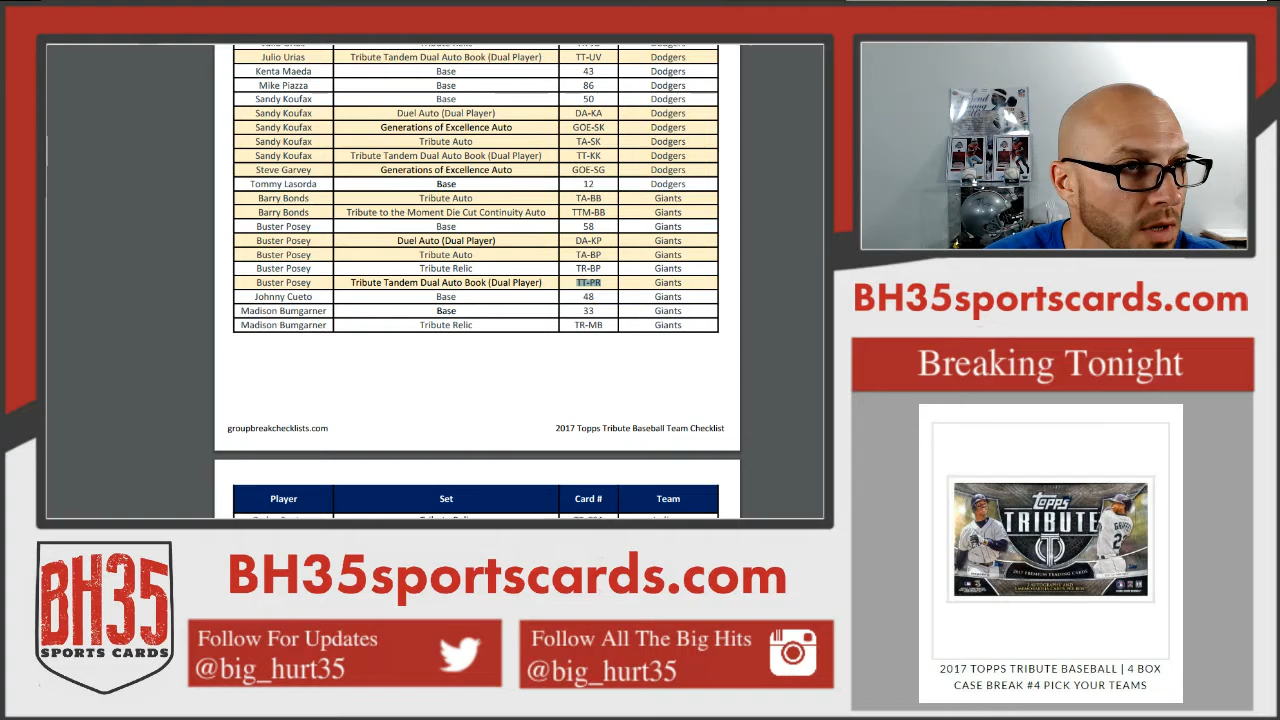 Julio Urias Tribute Tandem Dual Auto Book (Dual Player) TT-UV Dodgers
Kenta Maeda Base 43 Dodgers
Mike Piazza Base 86 Dodgers
Sandy Koufax Base 50 Dodgers
Sandy Koufax Duel Auto (Dual Player) DA-KA Dodgers
Sandy Koufax Generations of Excellence Auto GOE-SK Dodgers
Sandy Koufax Tribute Auto TA-SK Dodgers
Sandy Koufax Tribute Tandem Dual Auto Book (Dual Player) TT-KK Dodgers
Steve Garvey Generations of Excellence Auto GOE-SG Dodgers
Tommy Lasorda Base 12 Dodgers
Barry Bonds Tribute Auto TA-BB Giants
Barry Bonds Tribute to the Moment Die Cut Continuity Auto TTM-BB Giants
Buster Posey Base 58 Giants
Buster Posey Duel Auto (Dual Player) DA-KP Giants
Buster Posey Tribute Auto TA-BP Giants
Buster Posey Tribute Relic TR-BP Giants
Buster Posey Tribute Tandem Dual Auto Book (Dual Player) TT-PR Giants
Johnny Cueto Base 48 Giants
Madison Bumgarner Base 33 Giants
Madison Bumgarner Tribute Relic TR-MB Giants
groupbreakchecklists.com 2017 Topps Tribute Baseball Team Checklist
Player Set Card # Team
BH35sportscards.com
Breaking Tonight
topps
TRIBUTE
2017 PREMIUM TRADING CARDS
2017 TOPPS TRIBUTE BASEBALL | 4 BOX
CASE BREAK #4 PICK YOUR TEAMS
BH35
SPORTS CARDS
BH35sportscards.com
Follow For Updates
@big_hurt35
Follow All The Big Hits
@big_hurt35